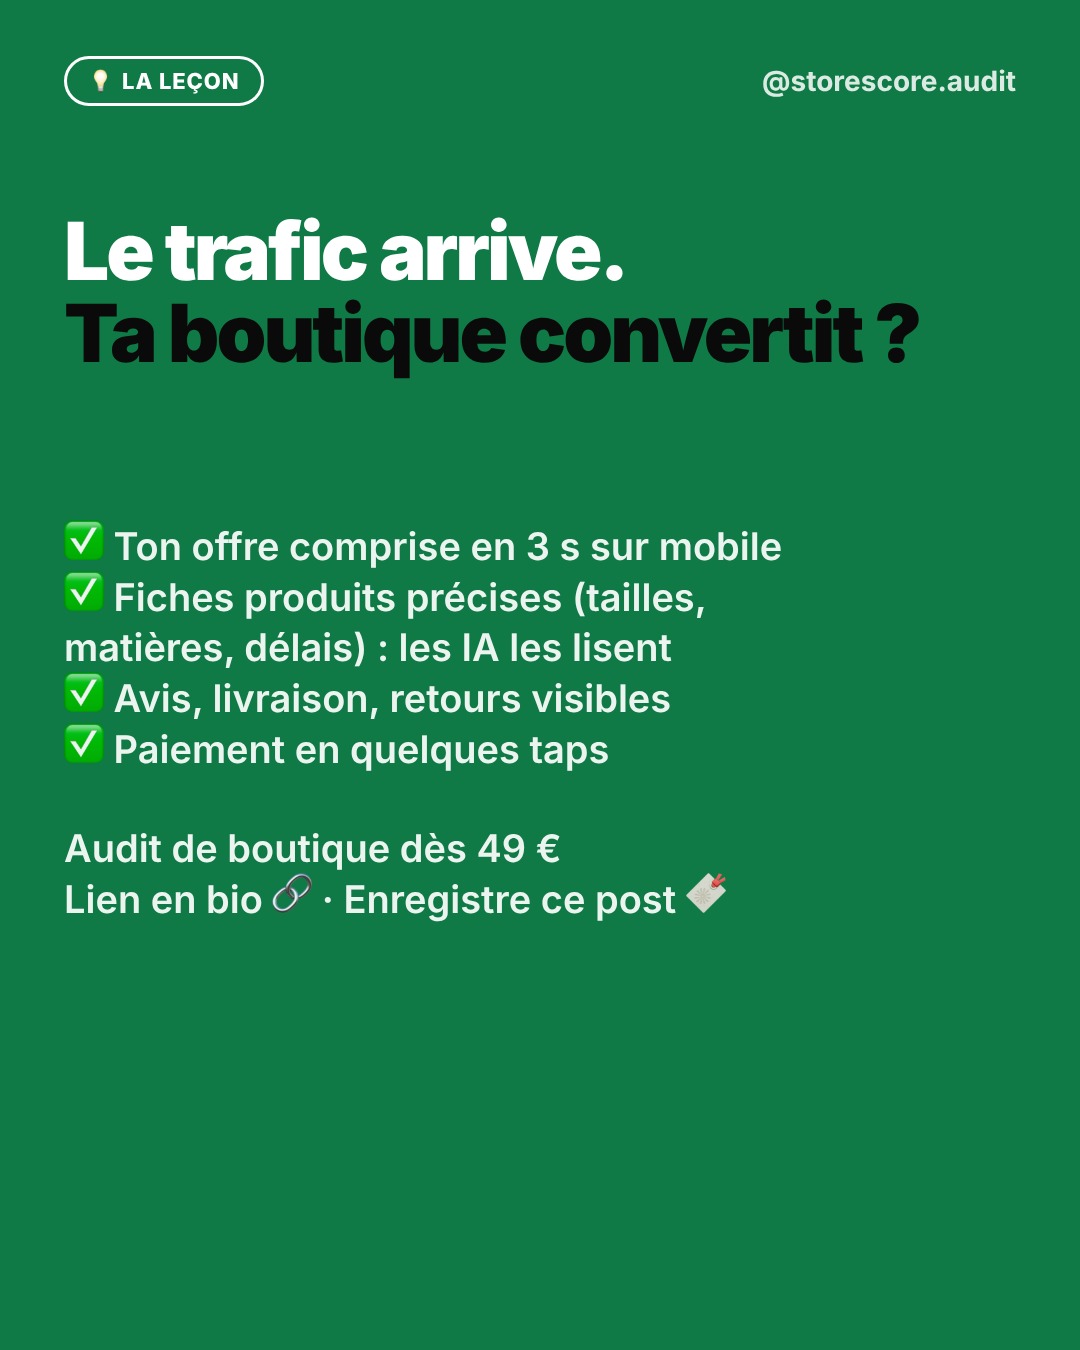 💡 LA LEÇON
@storescore.audit
Le trafic arrive.
Ta boutique convertit ?
✅ Ton offre comprise en 3 s sur mobile
✅ Fiches produits précises (tailles,
matières, délais) : les IA les lisent
✅ Avis, livraison, retours visibles
✅ Paiement en quelques taps
Audit de boutique dès 49 €
Lien en bio 🔗 · Enregistre ce post 🔖